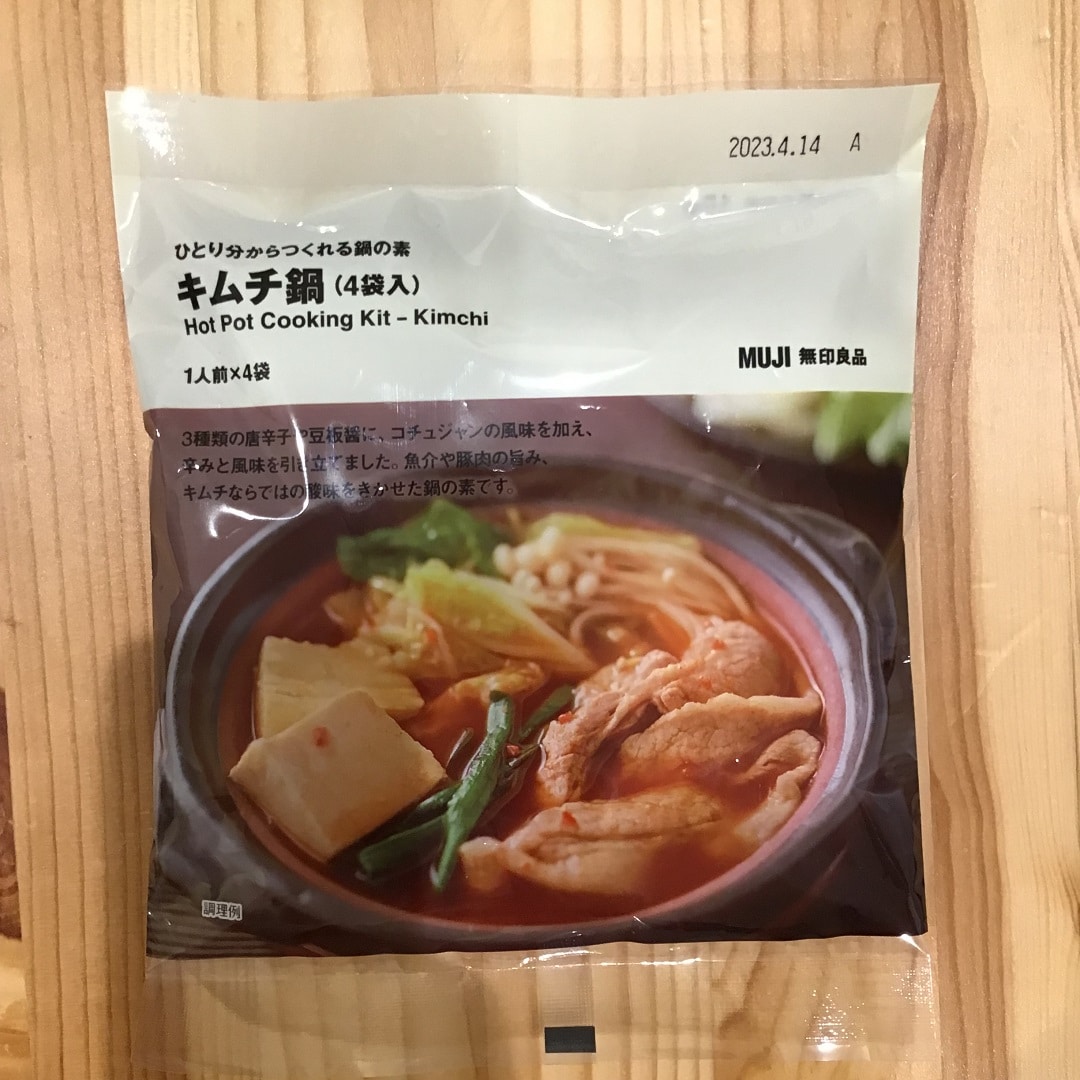 2023.4.14 A
ひとり分からつくれる鍋の素
キムチ鍋(4袋入)
Hot Pot Cooking Kit – Kimchi
1人前×4袋
MUJI 無印良品
3種類の唐辛子や豆板醤に、コチュジャンの風味を加え、
辛みと風味を引き立てました。魚介や豚肉の旨み、
キムチならではの酸味をきかせた鍋の素です。
調理例